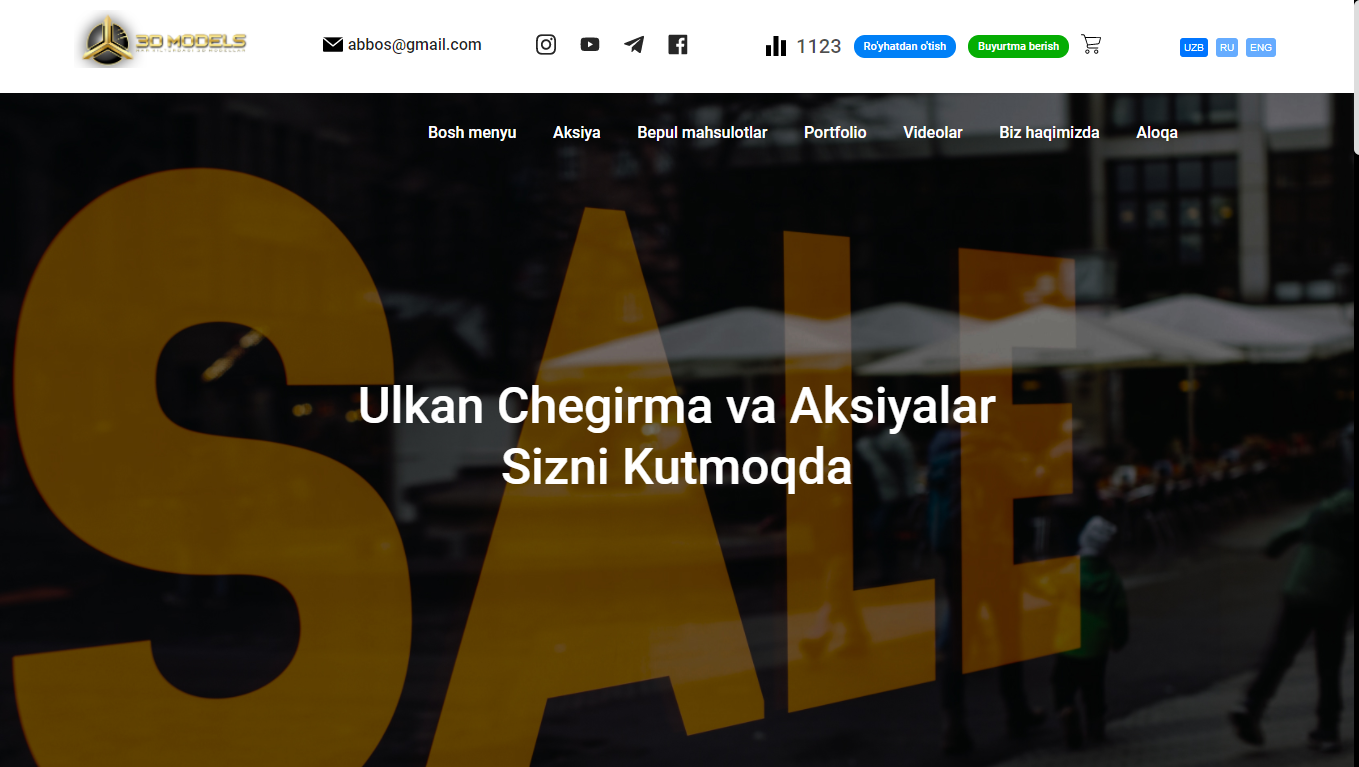 3D MODELS
abbos@gmail.com
1123
Ro'yhatdan o'tish
Buyurtma berish
UZB
RU
ENG
Bosh menyu
Aksiya
Bepul mahsulotlar
Portfolio
Videolar
Biz haqimizda
Aloqa
SALE
Ulkan Chegirma va Aksiyalar
Sizni Kutmoqda